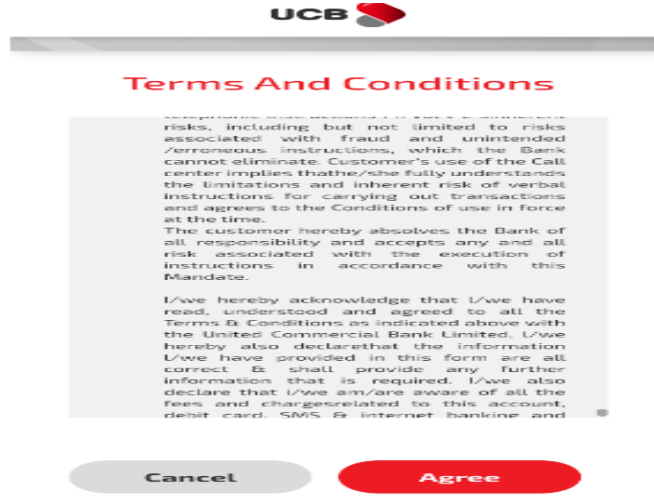 UCB
Terms And Conditions
risks, including but not limited to risks
associated with fraud and unintended
/erroneous instructiions, which the Bank
cannot eliminate. Customer's use of the Call
center implies thathe/she fully understands
the limitations and inherent risk of verbal
instructions for carrying out transactions
and agrees to the Conditions of use in force
at the time.
The customer hereby absolves the Bank of
all responsibility and accepts any and all
risk associated with the execution of
instructions in accordance with this
Mandate.
I/we hereby acknowledge that I/we have
read, understood and agreed to all the
Terms & Conditions as indicated above with
the United Commercial Bank Limited. I/we
hereby also declarethat the information
I/we have provided in this form are all
correct & shall provide any further
information that is required. I/we also
declare that i/we am/are aware of all the
fees and chargesrelated to this account,
debit card, SMS & internet banking and
Cancel
Agree